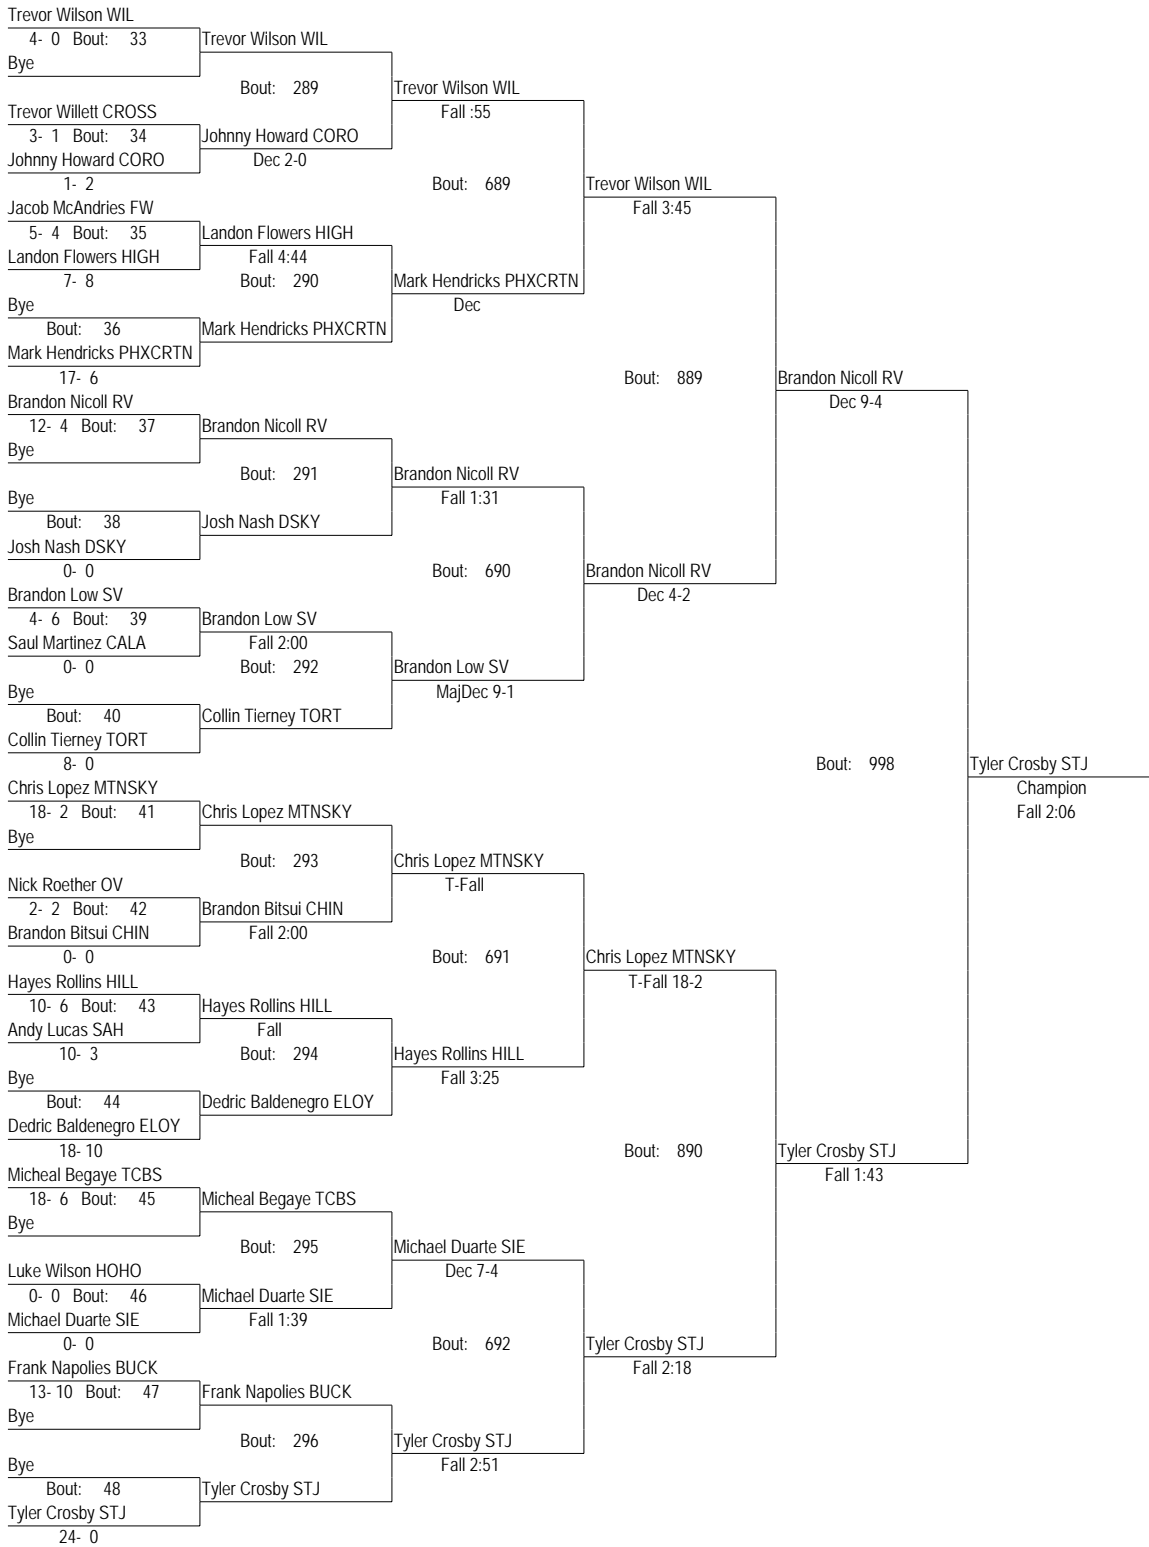 Trevor Wilson WIL
4- 0 Bout: 33 Trevor Wilson WIL
Bye
Bout: 289 Trevor Wilson WIL
Trevor Willett CROSS Fall :55
3- 1 Bout: 34 Johnny Howard CORO
Johnny Howard CORO Dec 2-0
1- 2 Bout: 689 Trevor Wilson WIL
Jacob McAndries FW Fall 3:45
5- 4 Bout: 35 Landon Flowers HIGH
Landon Flowers HIGH Fall 4:44
7- 8 Bout: 290 Mark Hendricks PHXCRTN
Bye Dec
Bout: 36 Mark Hendricks PHXCRTN
Mark Hendricks PHXCRTN
17- 6 Bout: 889 Brandon Nicoll RV
Brandon Nicoll RV Dec 9-4
12- 4 Bout: 37 Brandon Nicoll RV
Bye
Bout: 291 Brandon Nicoll RV
Bye Fall 1:31
Bout: 38 Josh Nash DSKY
Josh Nash DSKY
0- 0 Bout: 690 Brandon Nicoll RV
Brandon Low SV Dec 4-2
4- 6 Bout: 39 Brandon Low SV
Saul Martinez CALA Fall 2:00
0- 0 Bout: 292 Brandon Low SV
Bye MajDec 9-1
Bout: 40 Collin Tierney TORT
Collin Tierney TORT
8- 0 Bout: 998 Tyler Crosby STJ
Chris Lopez MTNSKY Champion
18- 2 Bout: 41 Chris Lopez MTNSKY Fall 2:06
Bye
Bout: 293 Chris Lopez MTNSKY
Nick Roether OV T-Fall
2- 2 Bout: 42 Brandon Bitsui CHIN
Brandon Bitsui CHIN Fall 2:00
0- 0 Bout: 691 Chris Lopez MTNSKY
Hayes Rollins HILL T-Fall 18-2
10- 6 Bout: 43 Hayes Rollins HILL
Andy Lucas SAH Fall
10- 3 Bout: 294 Hayes Rollins HILL
Bye Fall 3:25
Bout: 44 Dedric Baldenegro ELOY
Dedric Baldenegro ELOY
18- 10 Bout: 890 Tyler Crosby STJ
Micheal Begaye TCBS Fall 1:43
18- 6 Bout: 45 Micheal Begaye TCBS
Bye
Bout: 295 Michael Duarte SIE
Luke Wilson HOHO Dec 7-4
0- 0 Bout: 46 Michael Duarte SIE
Michael Duarte SIE Fall 1:39
0- 0 Bout: 692 Tyler Crosby STJ
Frank Napolies BUCK Fall 2:18
13- 10 Bout: 47 Frank Napolies BUCK
Bye
Bout: 296 Tyler Crosby STJ
Bye Fall 2:51
Bout: 48 Tyler Crosby STJ
Tyler Crosby STJ
24- 0